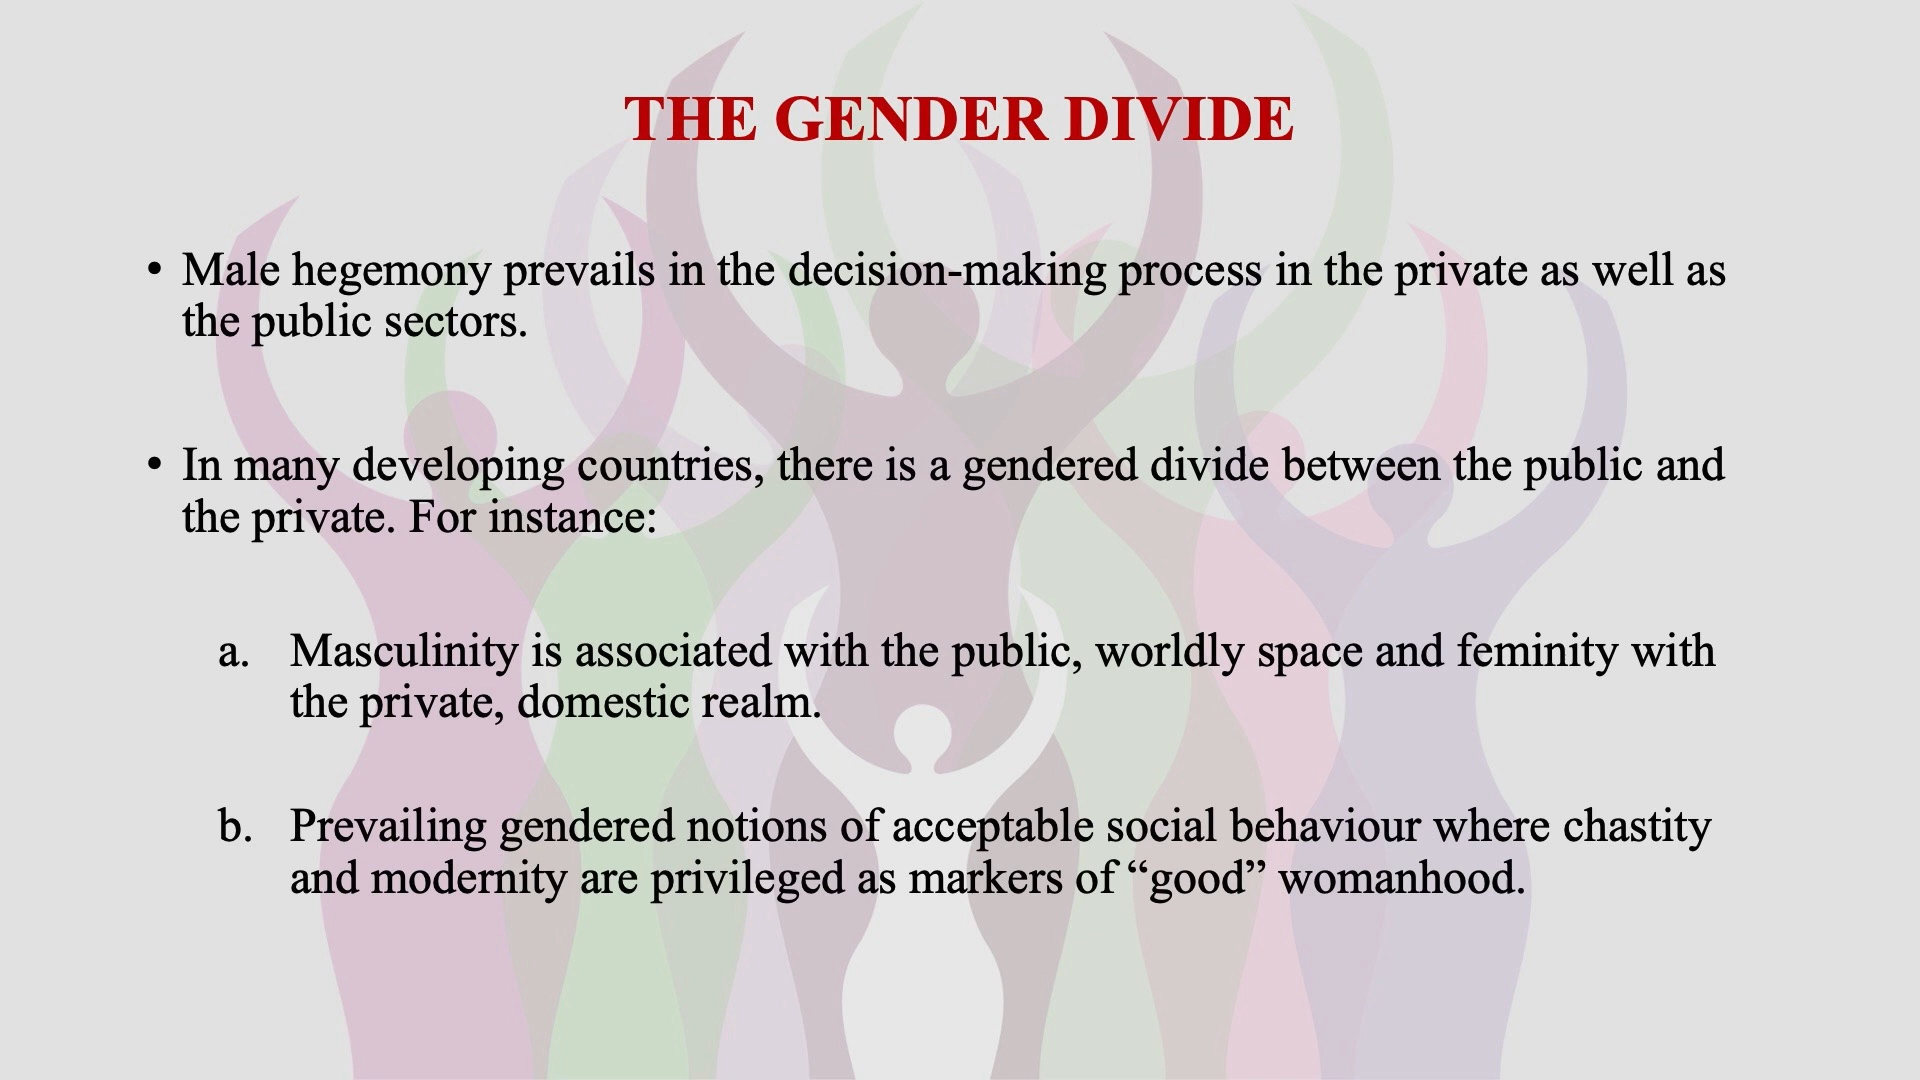 THE GENDER DIVIDE
• Male hegemony prevails in the decision-making process in the private as well as
the public sectors.
• In many developing countries, there is a gendered divide between the public and
the private. For instance:
a. Masculinity is associated with the public, worldly space and feminity with
the private, domestic realm.
b. Prevailing gendered notions of acceptable social behaviour where chastity
and modernity are privileged as markers of “good” womanhood.